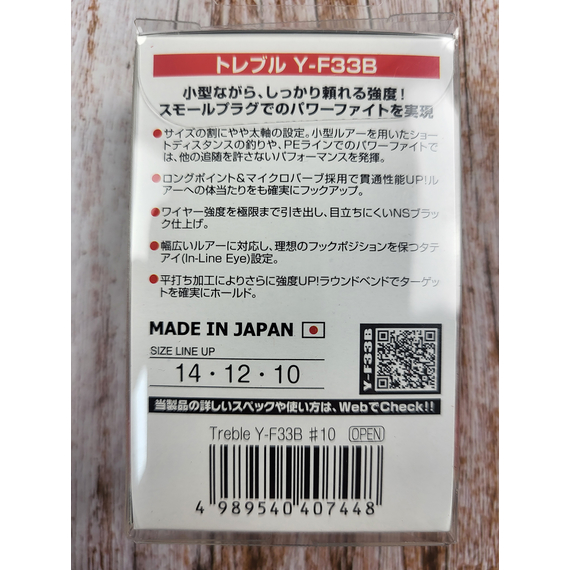 トレブル Y-F33B
小型ながら、しっかり頼れる強度!
スモールプラグでのパワーファイトを実現
●サイズの割にやや太軸の設定。小型ルアーを用いたショー
トディスタンスの釣りや、PEラインでのパワーファイトで
は、他の追随を許さないパフォーマンスを発揮。
●ロングポイント&マイクロバーブ採用で貫通性能UP!ル
アーへの体当たりをも確実にフックアップ。
●ワイヤー強度を極限まで引き出し、目立ちにくいNSブラッ
ク仕上げ。
●幅広いルアーに対応し、理想のフックポジションを保つタテ
アイ(In-Line Eye)設定。
●平打ち加工によりさらに強度UP!ラウンドベンドでターゲッ
トを確実にホールド。
MADE IN JAPAN
SIZE LINE UP
14・12・10
Y-F33B
当製品の詳しいスペックや使い方は、WebでCheck!!
Treble Y-F33B #10 OPEN
4 989540 407448